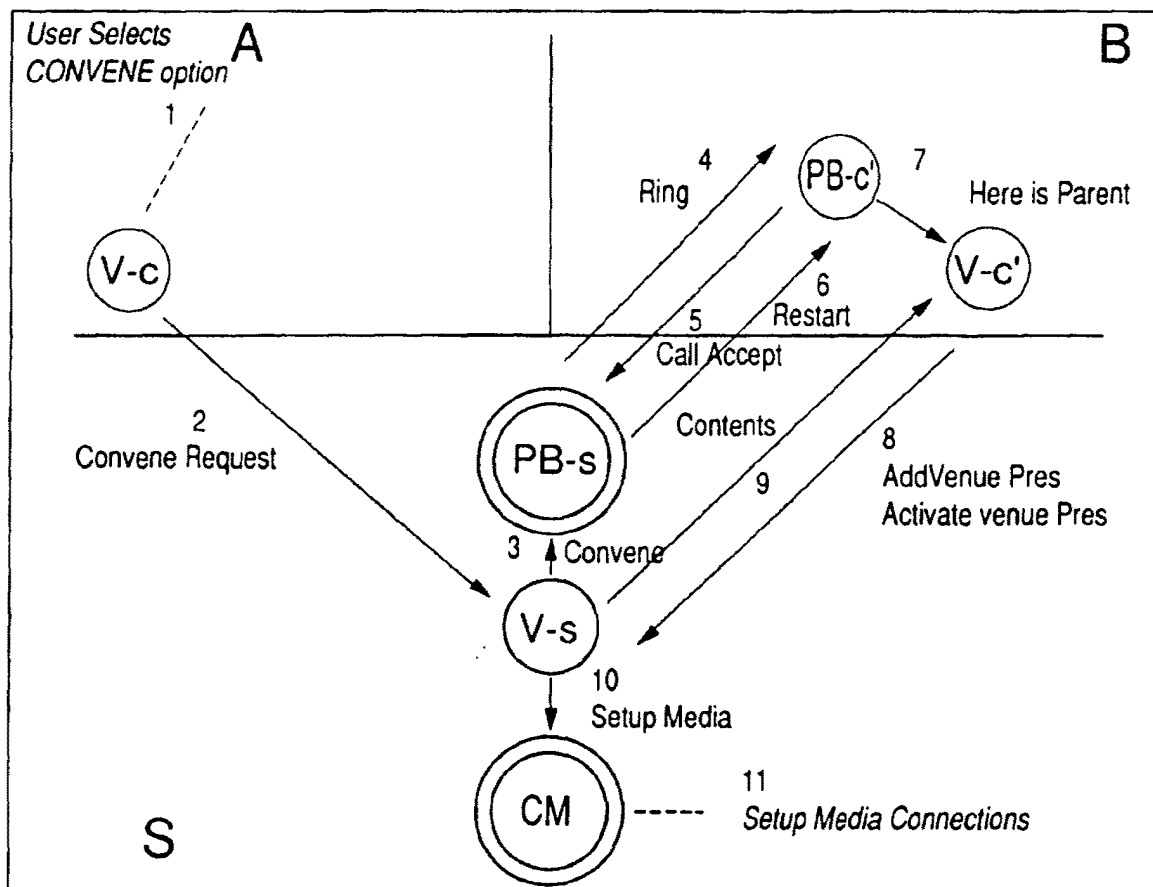 User Selects
CONVENE option
A
B
1
4
Ring
PB-c'
7
Here is Parent
V-c
V-c'
6
Restart
5
Call Accept
2
Convene Request
PB-s
Contents
8
AddVenue Pres
Activate venue Pres
9
3
Convene
V-s
10
Setup Media
CM
11
Setup Media Connections
S